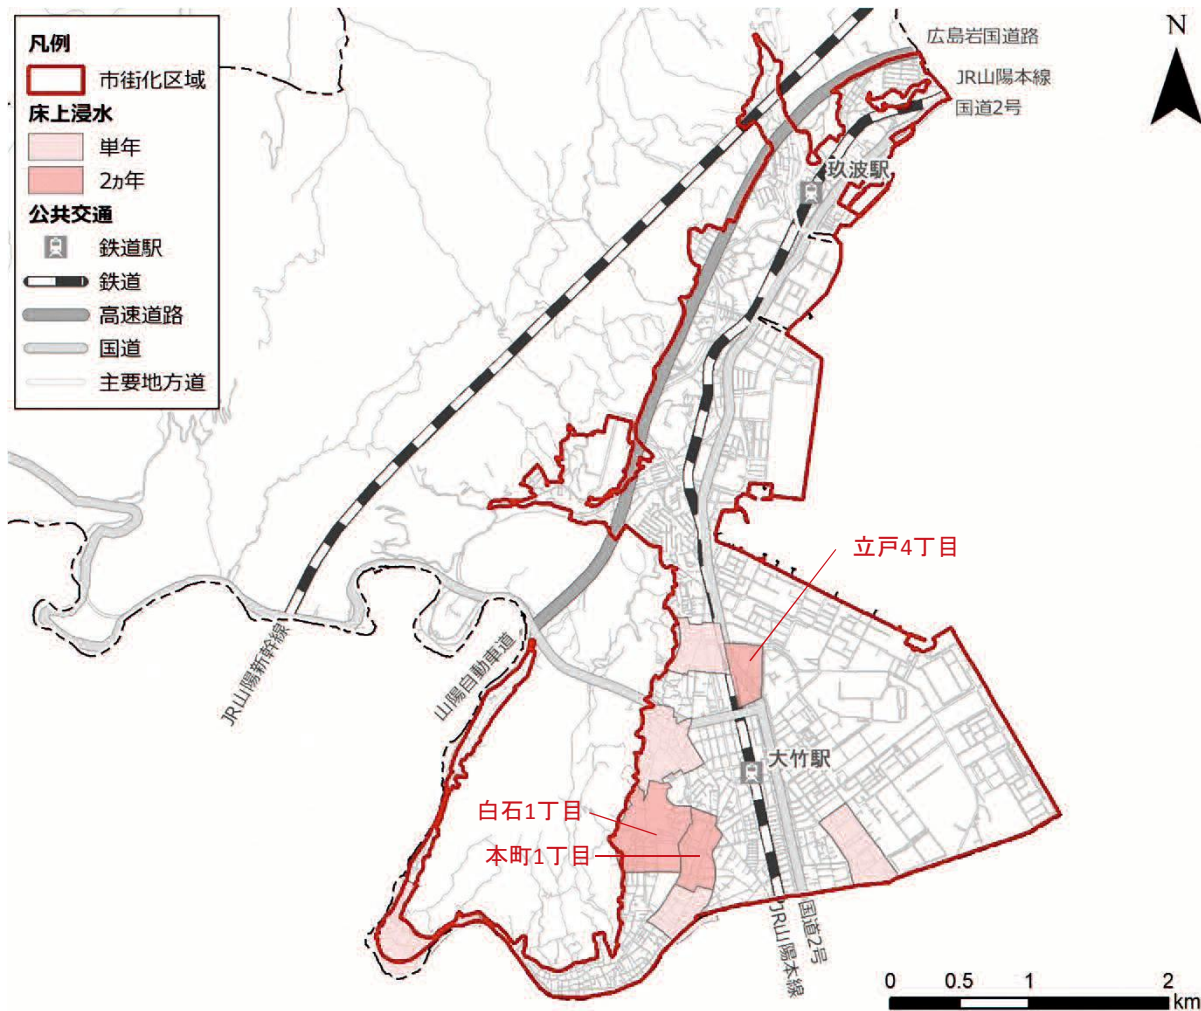 凡例
市街化区域
床上浸水
単年
2ヵ年
公共交通
鉄道駅
鉄道
高速道路
国道
主要地方道
広島岩国道路
JR山陽本線
国道2号
N
玖波駅
立戸4丁目
JR山陽新幹線
山陽自動車道
大竹駅
白石1丁目
本町1丁目
JR山陽本線
国道2号
0 0.5 1 2
km